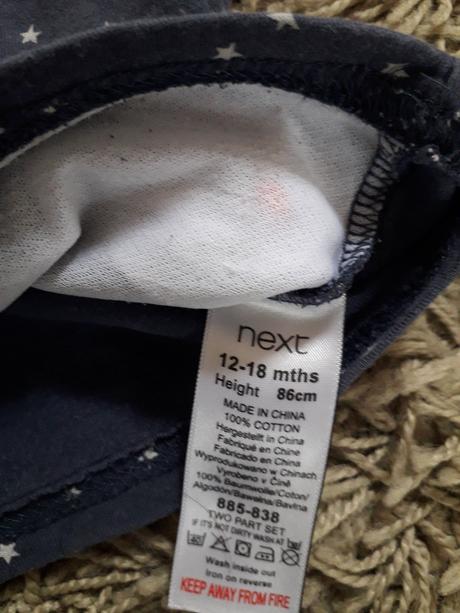 next
12-18 mths
Height 86cm
MADE IN CHINA
100% COTTON
Hergestellt in China
Fabriqué en Chine
Fabricado en China
Wyprodukowano w Chinach
Vyrobeno v Číně
100% Baumwolle/Coton/
Algodón/Bawełna/Bavlna
885-838
TWO PART SET
IF IT'S NOT DIRTY WASH AT
Wash inside out
Iron on reverse
KEEP AWAY FROM FIRE